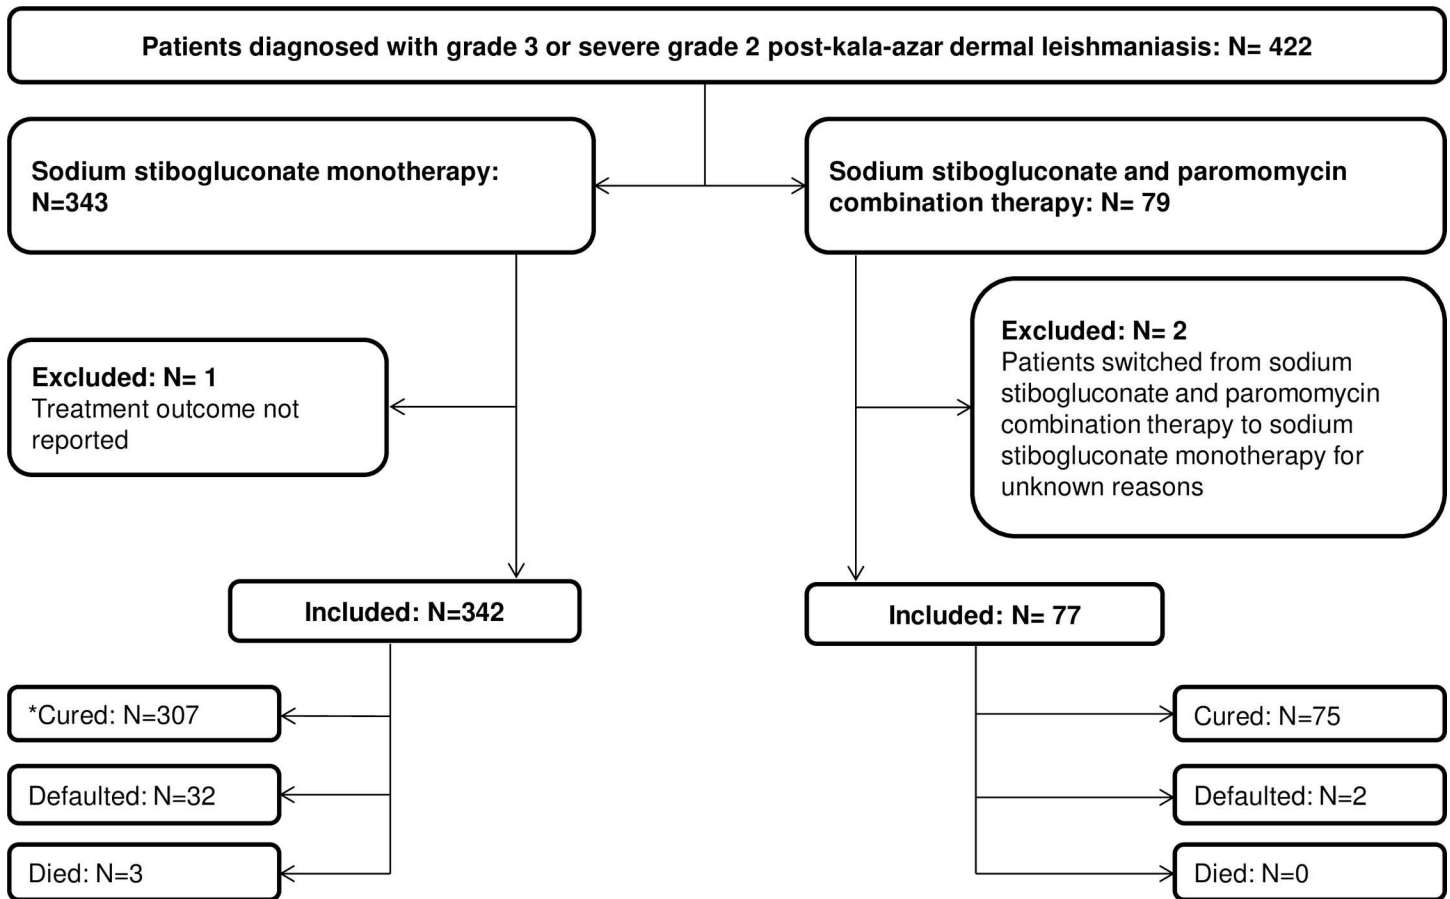 Patients diagnosed with grade 3 or severe grade 2 post-kala-azar dermal leishmaniasis: N= 422
Sodium stibogluconate monotherapy:
N=343
Sodium stibogluconate and paromomycin
combination therapy: N= 79
Excluded: N= 1
Treatment outcome not
reported
Excluded: N= 2
Patients switched from sodium
stibogluconate and paromomycin
combination therapy to sodium
stibogluconate monotherapy for
unknown reasons
Included: N=342
Included: N= 77
*Cured: N=307
Defaulted: N=32
Died: N=3
Cured: N=75
Defaulted: N=2
Died: N=0